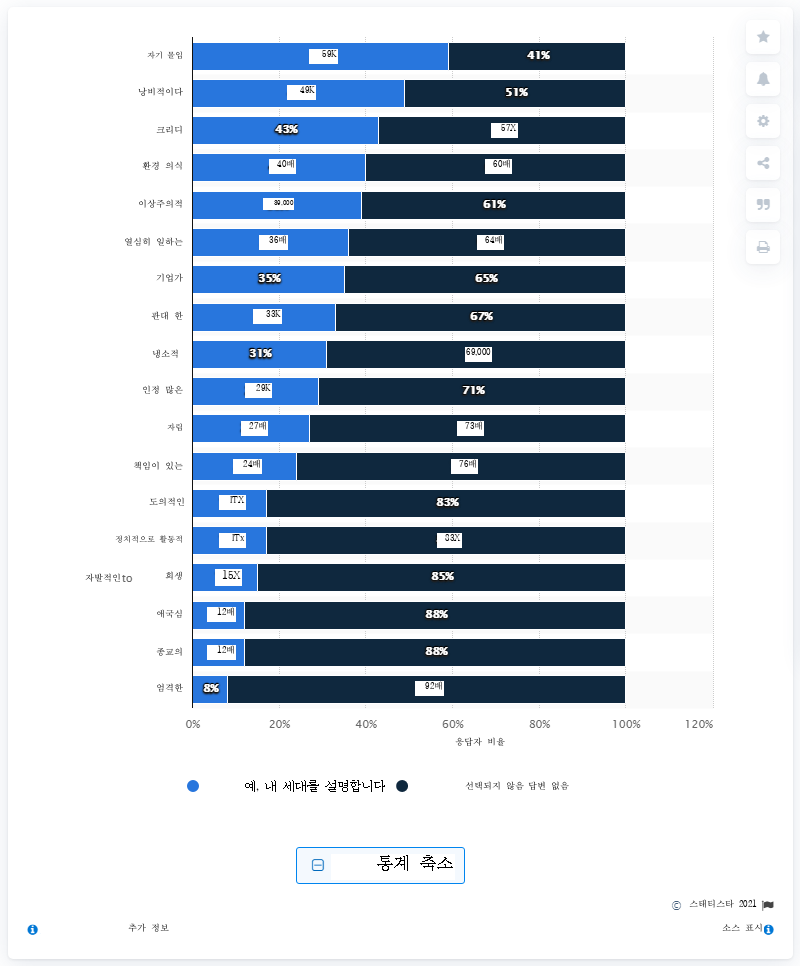 자기 몰입 59K 41%
낭비적이다 49K 51%
크리디 43% 57X
환경 의식 40배 60배
이상주의적 39,000 61%
열심히 일하는 36배 64배
기업가 35% 65%
관대 한 33K 67%
냉소적 31% 69,000
인정 많은 29K 71%
자립 27배 73배
책임이 있는 24배 76배
도의적인 ITX 83%
정치적으로 활동적 ITx 83X
자발적인to 희생 15X 85%
애국심 12배 88%
종교의 12배 88%
엄격한 8% 92배
0% 20% 40% 60% 80% 100% 120%
응답자 비율
예. 내 세대를 설명합니다 선택되지 않음 답변 없음
통계 축소
© 스태티스타 2021
추가 정보 소스 표시